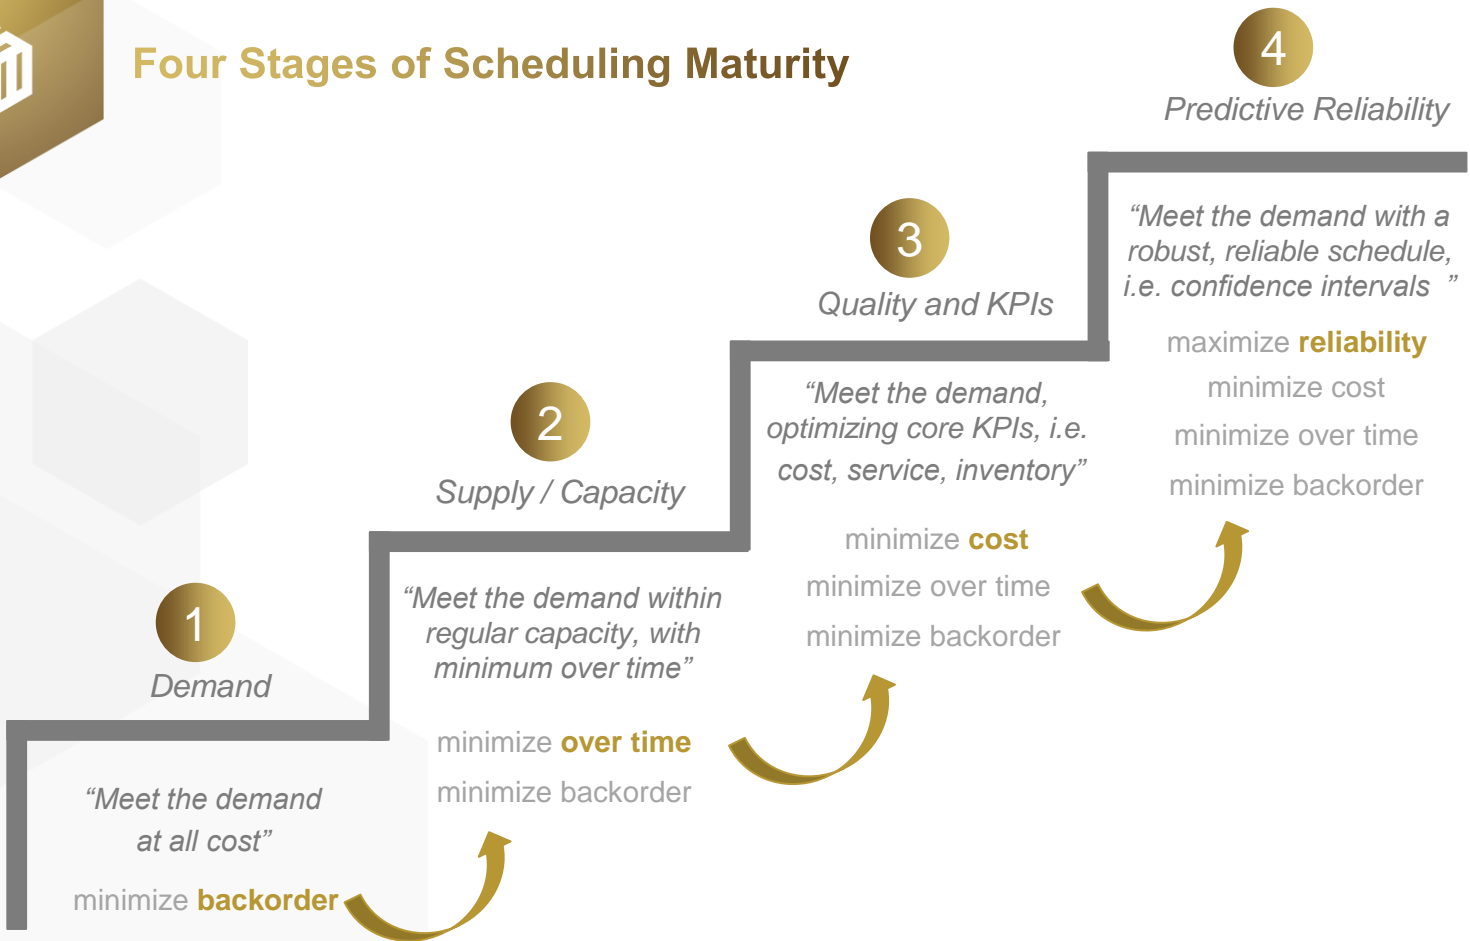 Four Stages of Scheduling Maturity
1
Demand
“Meet the demand
at all cost”
minimize backorder
2
Supply / Capacity
“Meet the demand within
regular capacity, with
minimum over time”
minimize over time
minimize backorder
3
Quality and KPIs
“Meet the demand,
optimizing core KPIs, i.e.
cost, service, inventory”
minimize cost
minimize over time
minimize backorder
4
Predictive Reliability
“Meet the demand with a
robust, reliable schedule,
i.e. confidence intervals ”
maximize reliability
minimize cost
minimize over time
minimize backorder